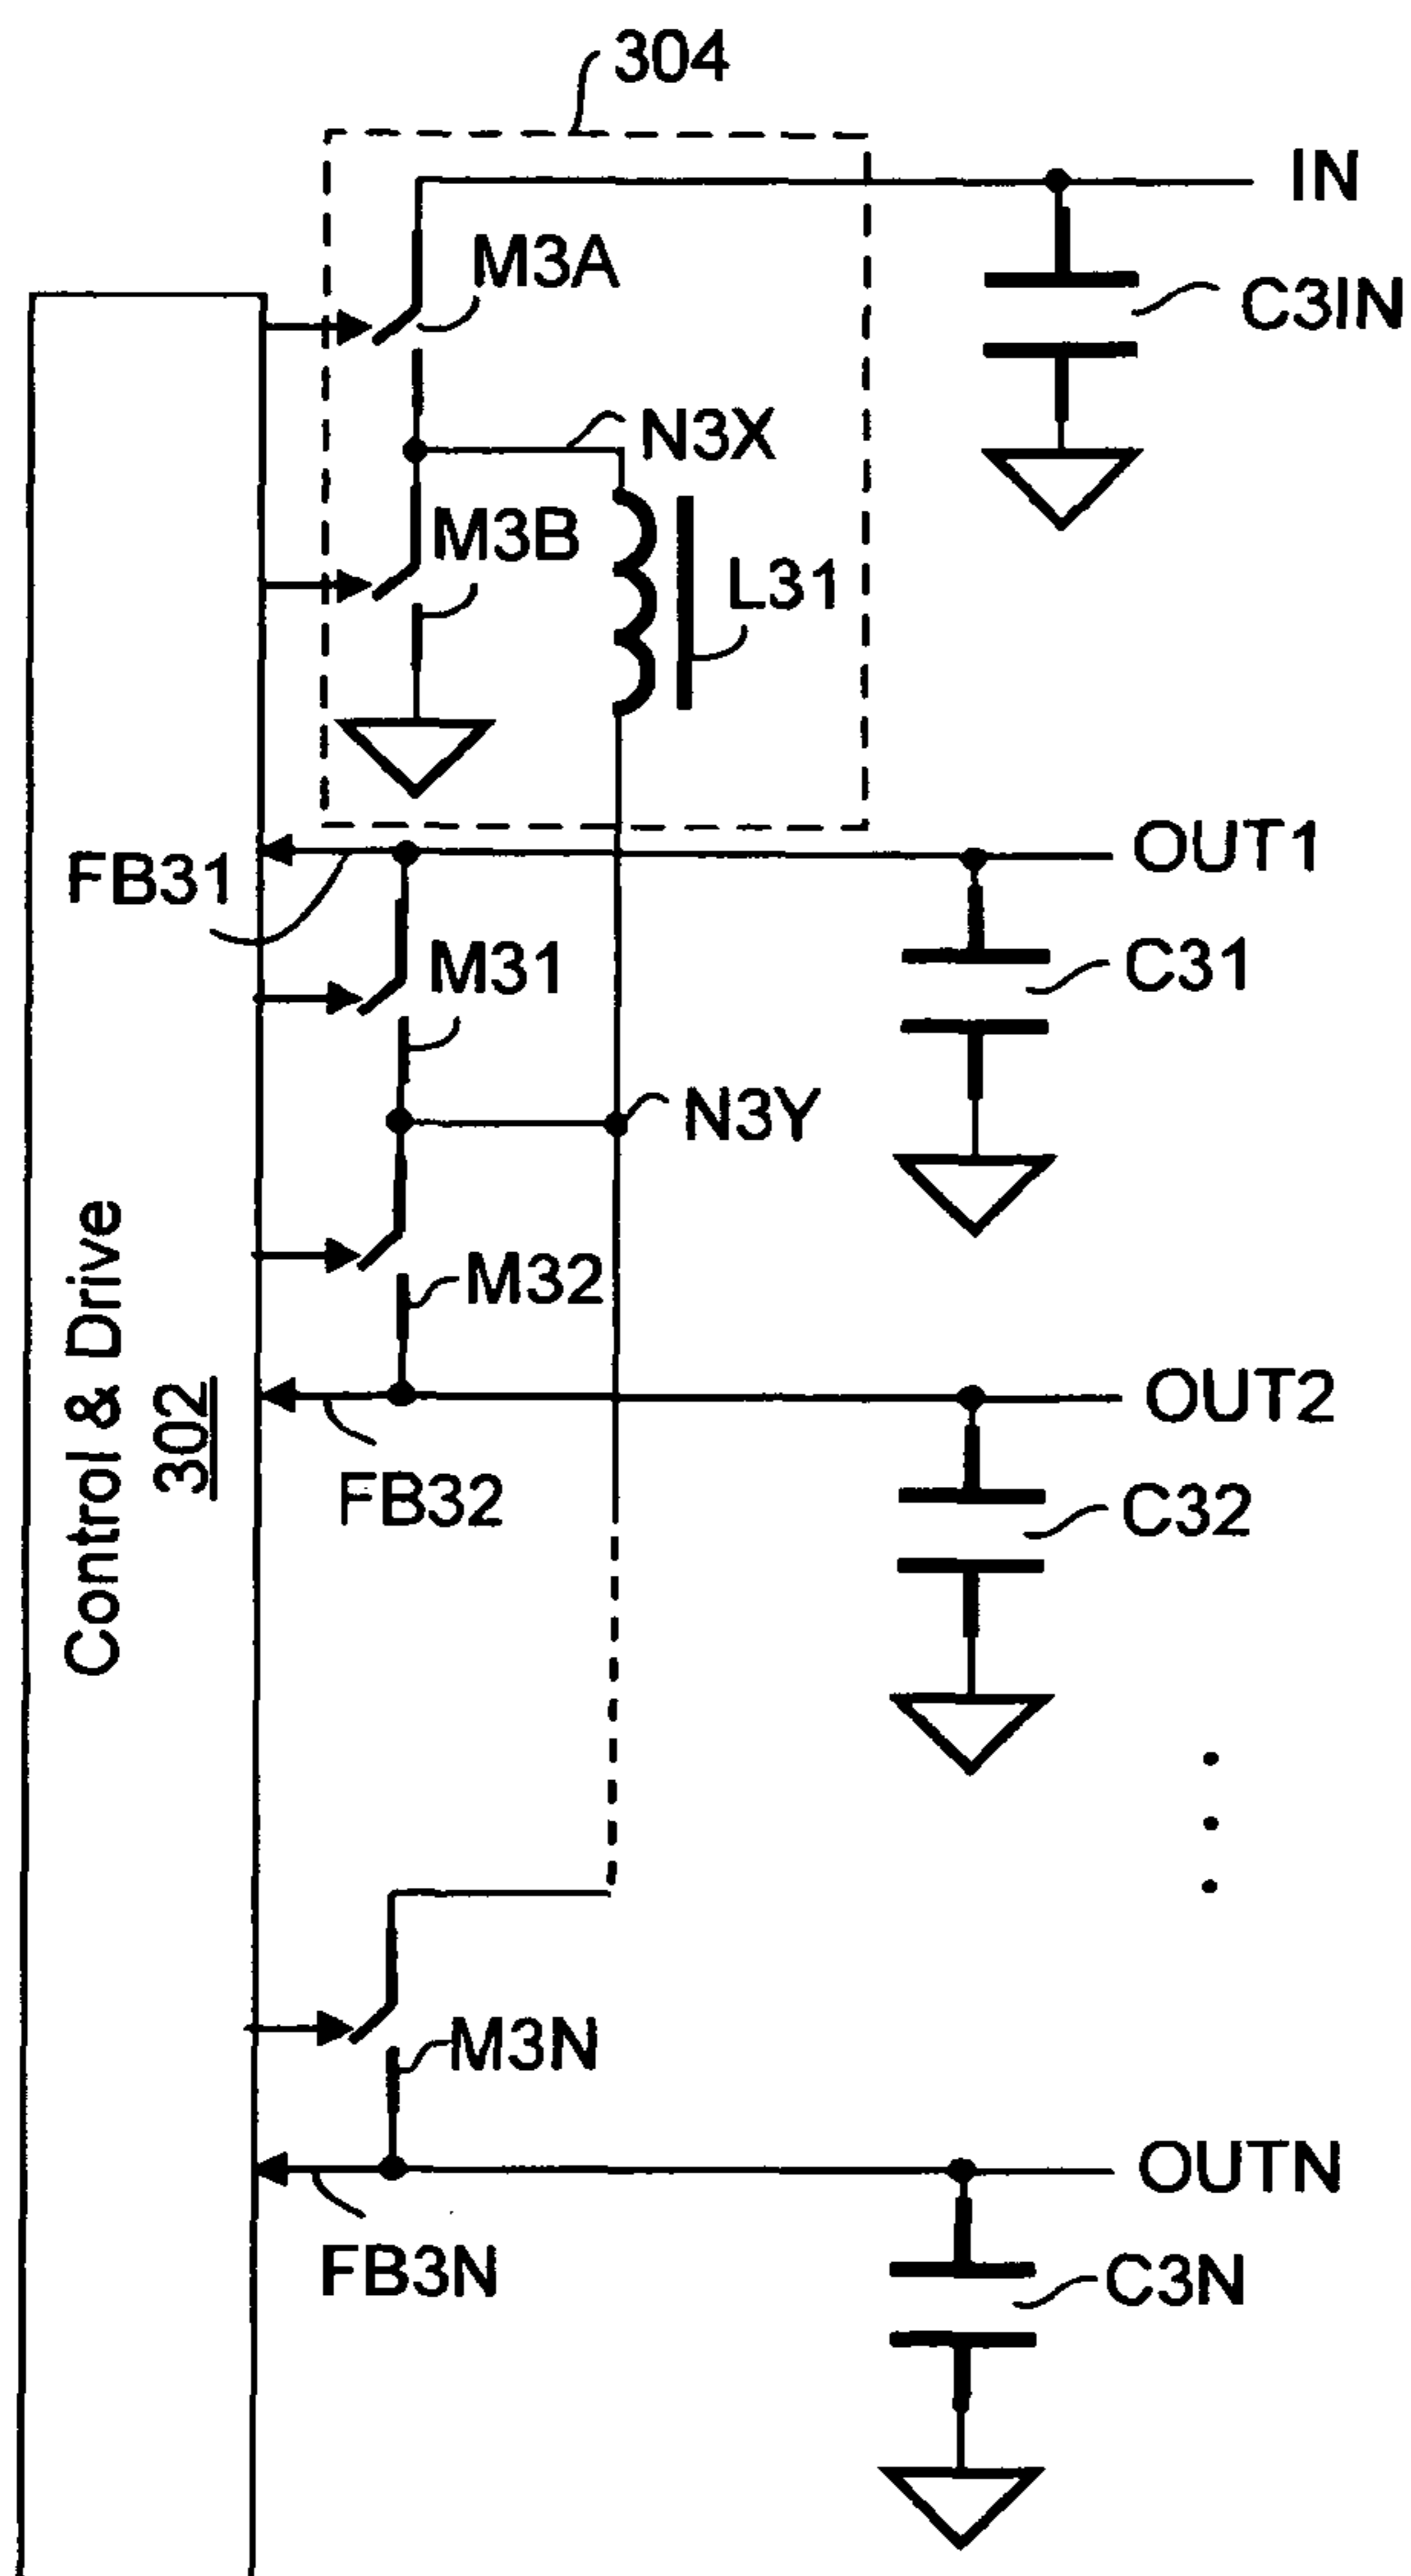 304
IN
M3A
C3IN
N3X
M3B
L31
OUT1
FB31
M31
C31
N3Y
Control & Drive
302
M32
OUT2
FB32
C32
M3N
OUTN
FB3N
C3N